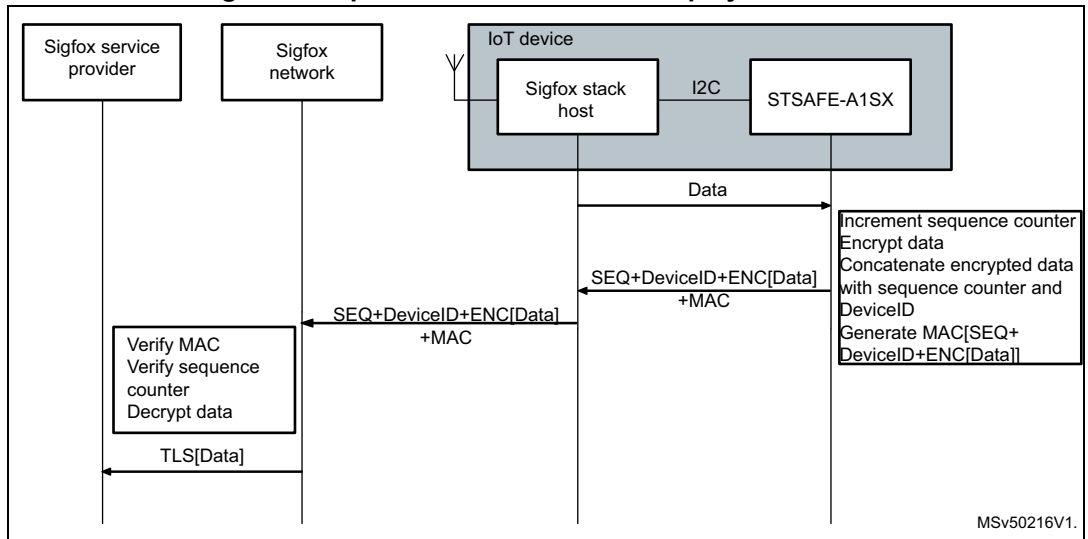 Sigfox service
provider
Sigfox
network
IoT device
Sigfox stack
host
I2C
STSAFE-A1SX
Data
Increment sequence counter
Encrypt data
Concatenate encrypted data
with sequence counter and
DeviceID
Generate MAC[SEQ+
DeviceID+ENC[Data]]
SEQ+DeviceID+ENC[Data]
+MAC
SEQ+DeviceID+ENC[Data]
+MAC
Verify MAC
Verify sequence
counter
Decrypt data
TLS[Data]
MSv50216V1.